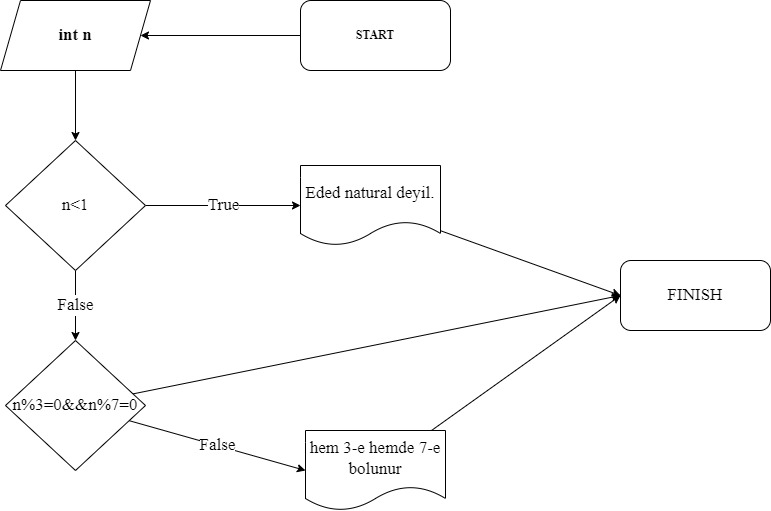 int n
START
n<1
True
Eded natural deyil.
FINISH
False
n%3=0&&n%7=0
False
hem 3-e hemde 7-e
bolunur